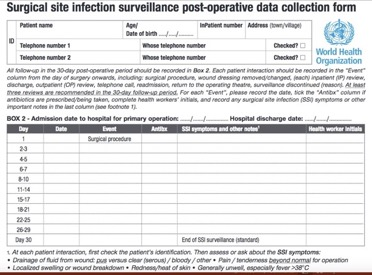 Surgical site infection surveillance post-operative data collection form
ID
Patient name
Age/
Date of birth ..../..../......
InPatient number
Address (town/village)
Telephone number 1
Whose telephone number
Checked? □
Telephone number 2
Whose telephone number
Checked? □
World Health
Organization
All follow-up in the 30-day post-operative period should be recorded in Box 2. Each patient interaction should be recorded in the "Event"
column from the day of surgery onwards, including: surgical procedure, wound dressing removed/changed, (each) inpatient (IP) review,
discharge, outpatient (OP) review, telephone call, readmission, return to the operating theatre, surveillance discontinued (reason). At least
three reviews are recommended in the 30-day follow-up period. For each "Event", please record the date, tick the "Antibx" column if
antibiotics are prescribed/being taken, complete health workers' initials, and record any surgical site infection (SSI) symptoms or other
important notes in the last column (see footnote 1).
BOX 2 - Admission date to hospital for primary operation: ...../...../..... Hospital discharge date: ...../...../.....
Day Date Event Antibx SSI symptoms and other notes¹ Health worker initials
1 Surgical procedure
2-3
4-5
6-7
8-10
11-14
15-17
18-21
22-25
26-29
Day 30 End of SSI surveillance (standard)
1. At each patient interaction, first check the patient's identification. Then assess or ask about the SSI symptoms:
• Drainage of fluid from wound: pus versus clear (serous) / bloody / other • Pain / tenderness beyond normal for operation
• Localized swelling or wound breakdown • Redness/heat of skin • Generally unwell, especially fever >38°C